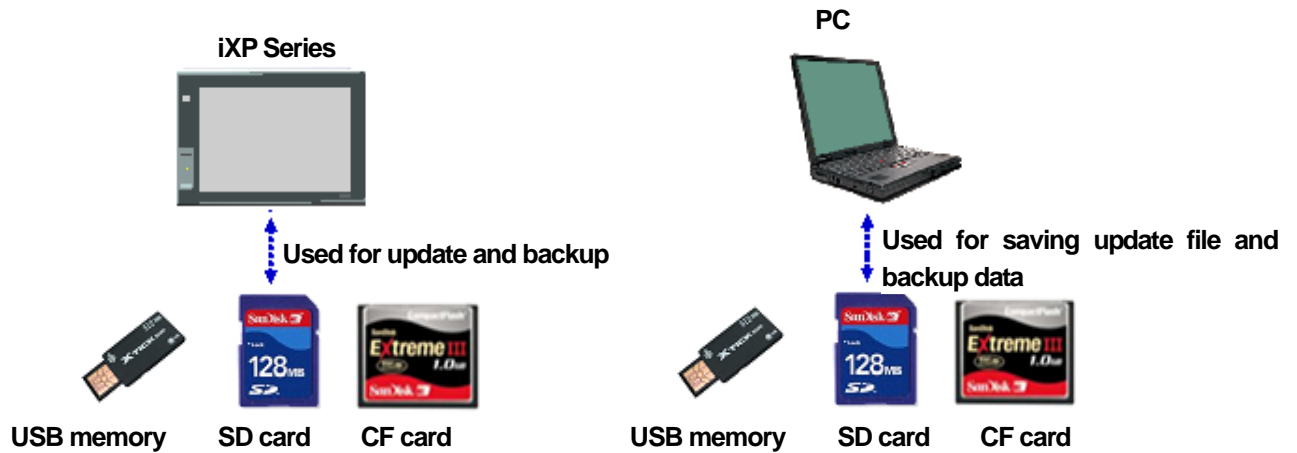 PC
iXP Series
Used for update and backup
Used for saving update file and
backup data
SanDisk
Lock
128MB
SD
CompactFlash
SanDisk
Extreme III
1.0GB
SanDisk
SanDisk
Lock
128MB
SD
CompactFlash
SanDisk
Extreme III
1.0GB
SanDisk
USB memory SD card CF card
USB memory SD card CF card